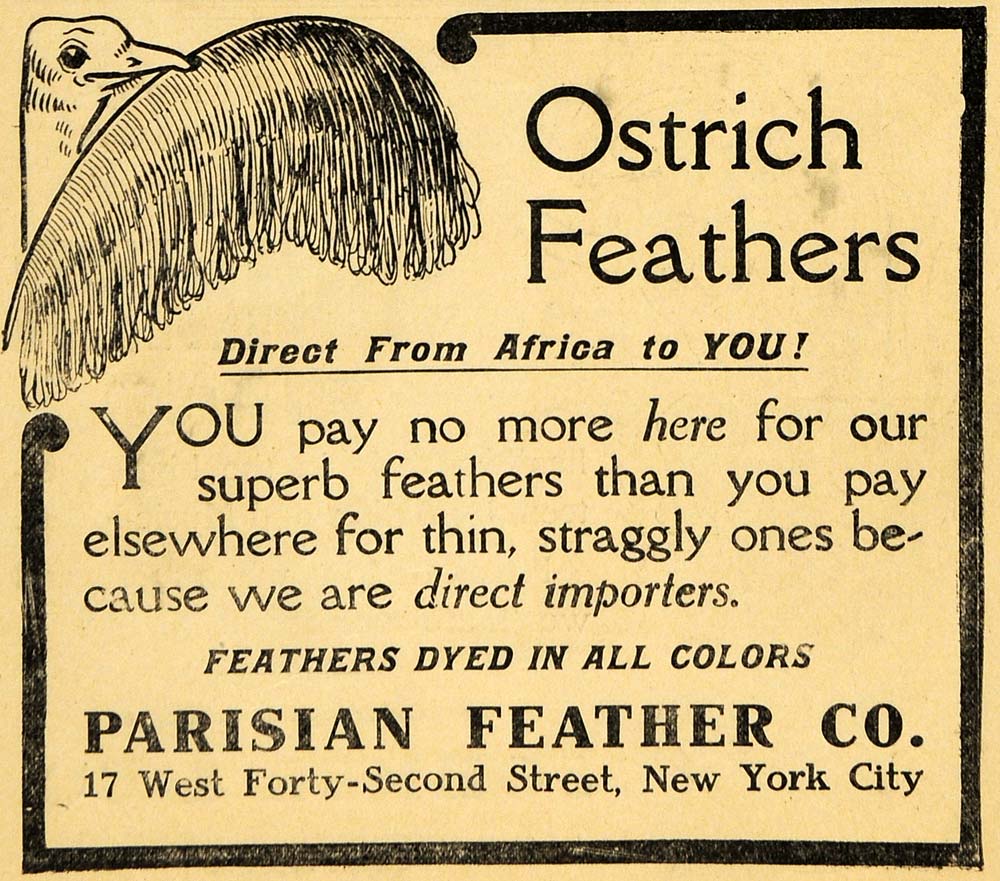 Ostrich
Feathers
Direct From Africa to YOU!
YOU pay no more here for our
superb feathers than you pay
elsewhere for thin, straggly ones be-
cause we are direct importers.
FEATHERS DYED IN ALL COLORS
PARISIAN FEATHER CO.
17 West Forty-Second Street, New York City